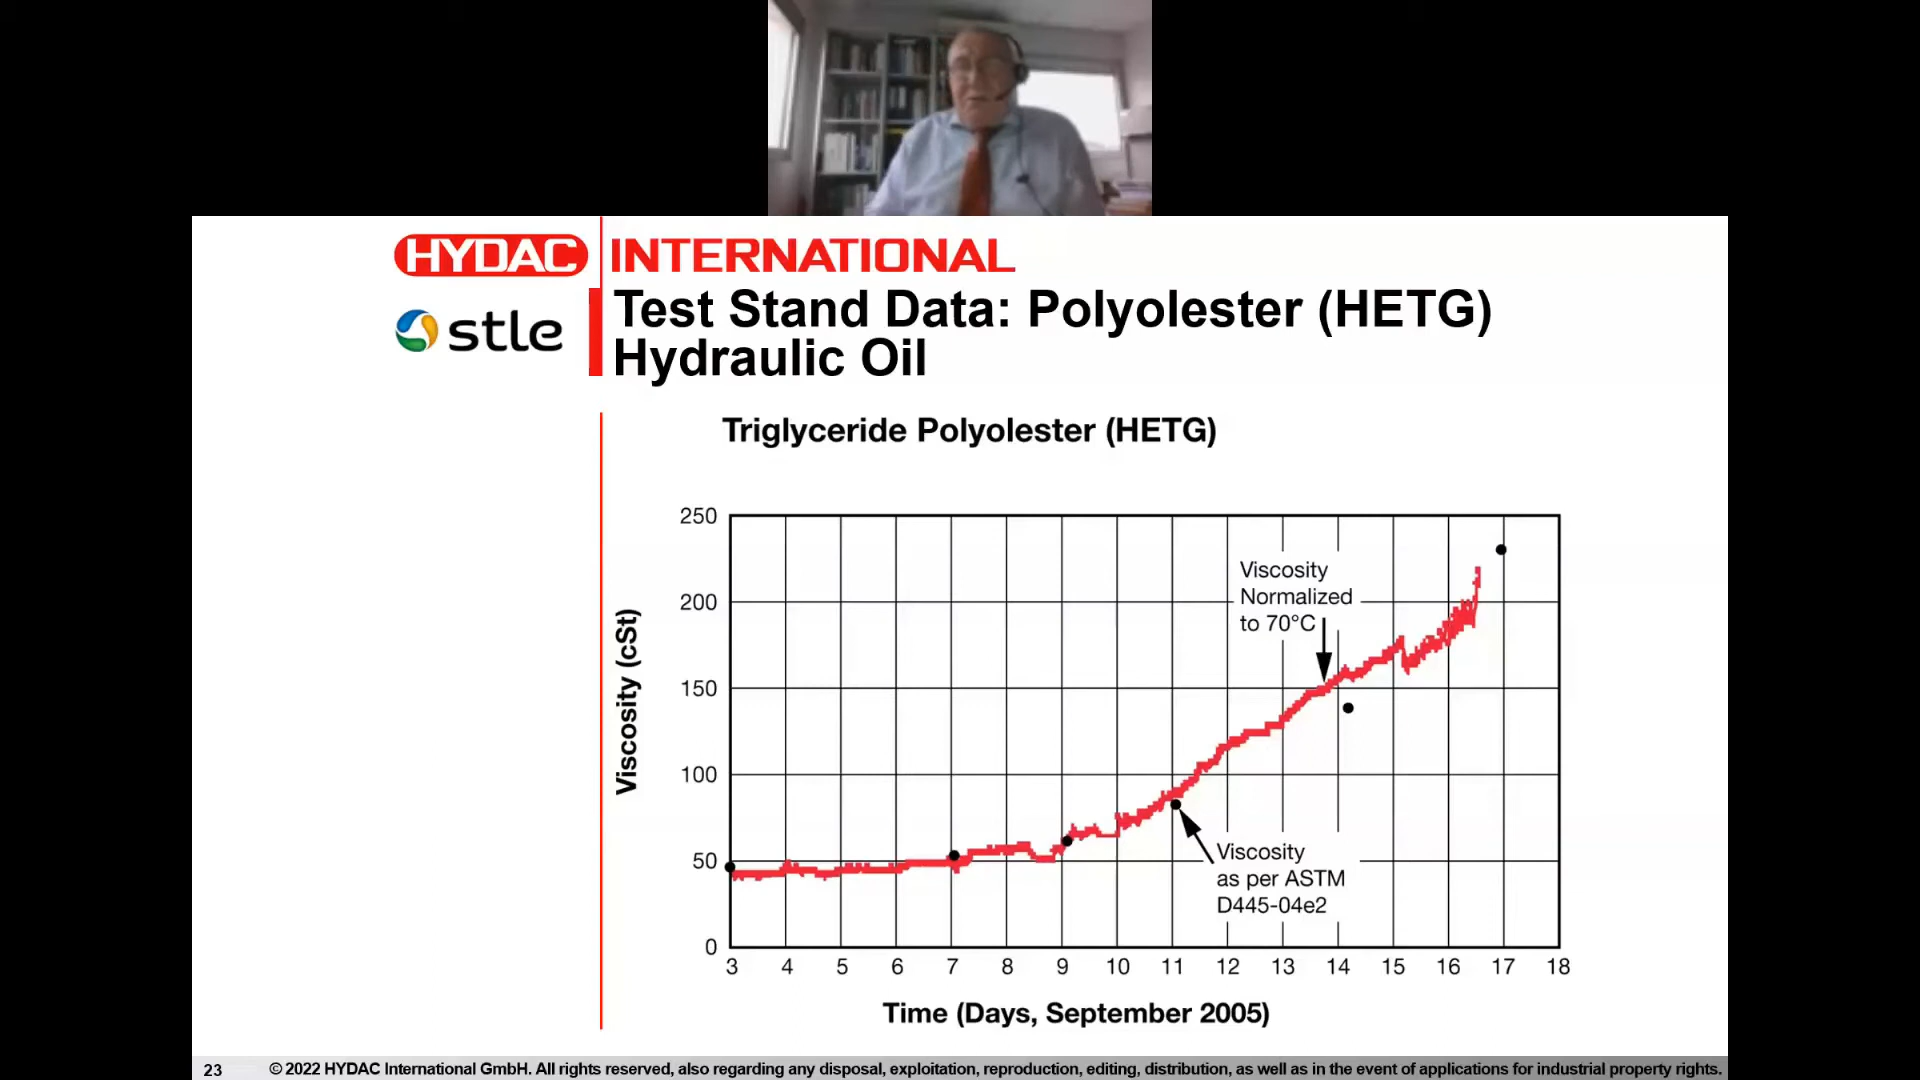 HYDAC INTERNATIONAL
stle
Test Stand Data: Polyolester (HETG)
Hydraulic Oil
Triglyceride Polyolester (HETG)
Viscosity (cSt)
250
200
150
100
50
0
Viscosity
Normalized
to 70°C
Viscosity
as per ASTM
D445-04e2
3 4 5 6 7 8 9 10 11 12 13 14 15 16 17 18
Time (Days, September 2005)
23 © 2022 HYDAC International GmbH. All rights reserved, also regarding any disposal, exploitation, reproduction, editing, distribution, as well as in the event of applications for industrial property rights.